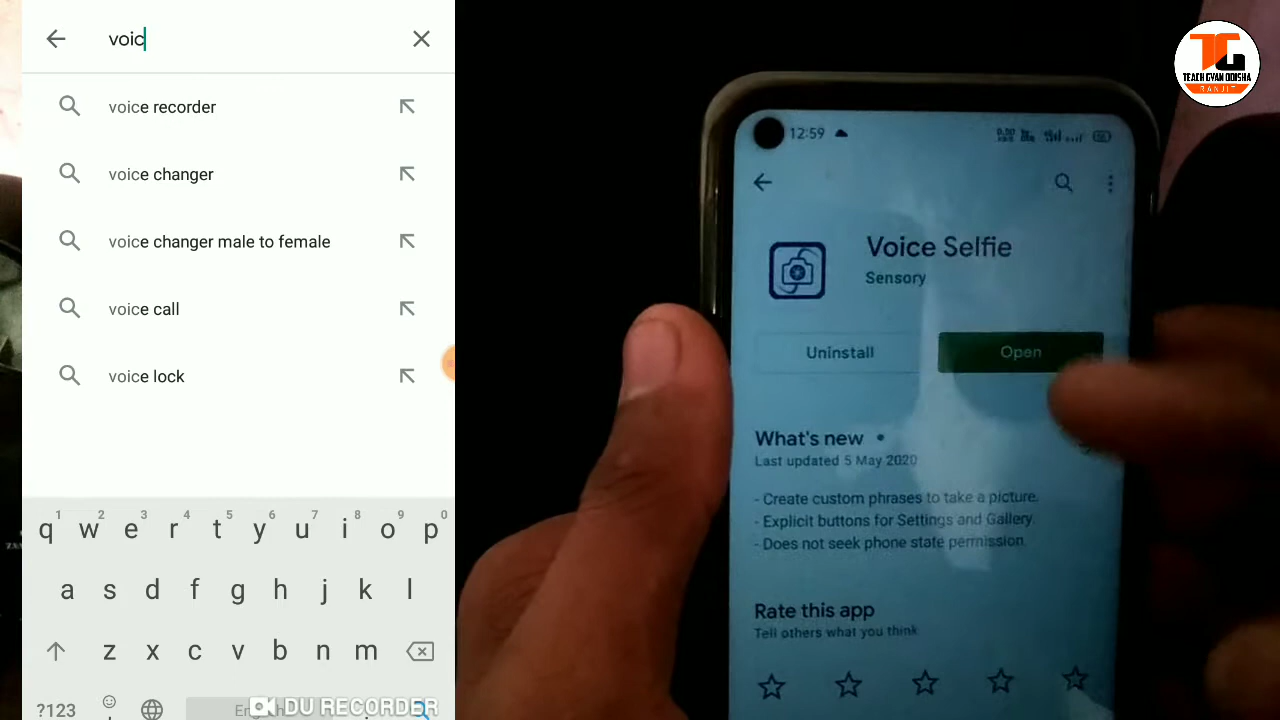 voic
voice recorder
voice changer
voice changer male to female
voice call
voice lock
1 2 3 4 5 6 7 8 9 0
q w e r t y u i o p
a s d f g h j k l
z x c v b n m
?123
DU RECORDER
12:59
Voice Selfie
Sensory
Uninstall
Open
What's new
Last updated 5 May 2020
- Create custom phrases to take a picture.
- Explicit buttons for Settings and Gallery.
- Does not seek phone state permission.
Rate this app
Tell others what you think
TG
TEACH GYAN ODISHA
RANJIT